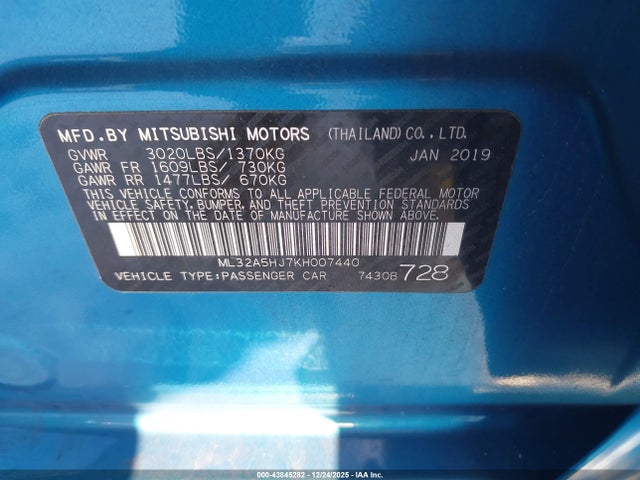 MFD.BY MITSUBISHI MOTORS (THAILAND) CO.,LTD.
GVWR 3020LBS/1370KG JAN 2019
GAWR FR 1609LBS/ 730KG
GAWR RR 1477LBS/ 670KG
THIS VEHICLE CONFORMS TO ALL APPLICABLE FEDERAL MOTOR
VEHICLE SAFETY, BUMPER, AND THEFT PREVENTION STANDARDS
IN EFFECT ON THE DATE OF MANUFACTURE SHOWN ABOVE.
ML32A5HJ7KH007440
VEHICLE TYPE:PASSENGER CAR 7430B 728
000-43845282 - 12/24/2025 - IAA Inc.